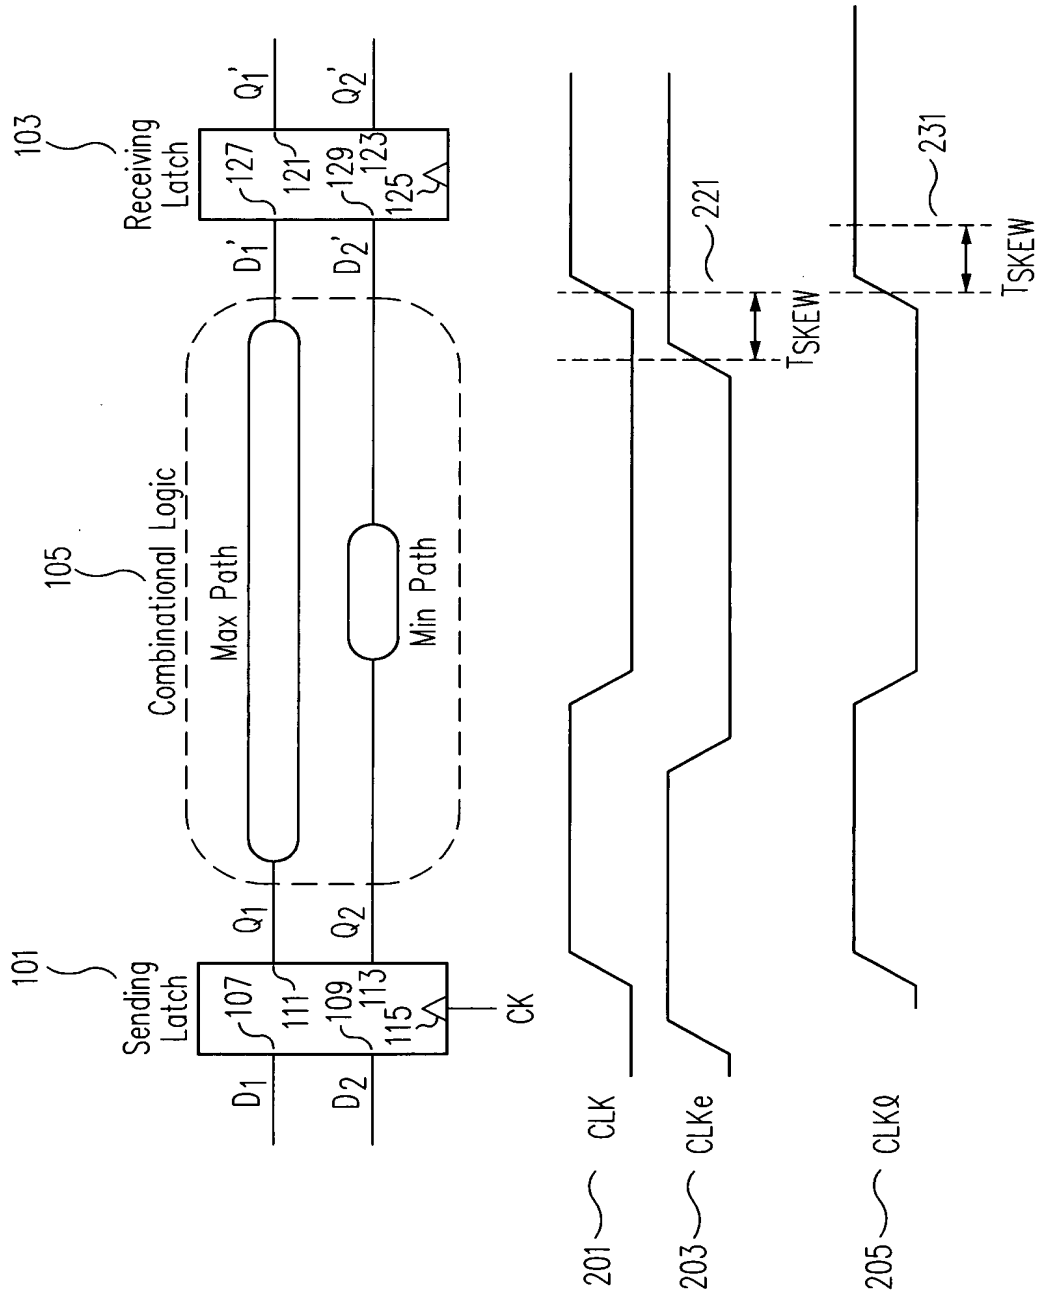 101
Sending
Latch
105
Combinational Logic
103
Receiving
Latch
D1
107
111
Q1
Max Path
D1'
127
121
Q1'
D2
109
113
115
Q2
Min Path
D2'
129
123
125
Q2'
CK
201
CLK
203
CLKe
221
TSKEW
205
CLKℓ
231
TSKEW